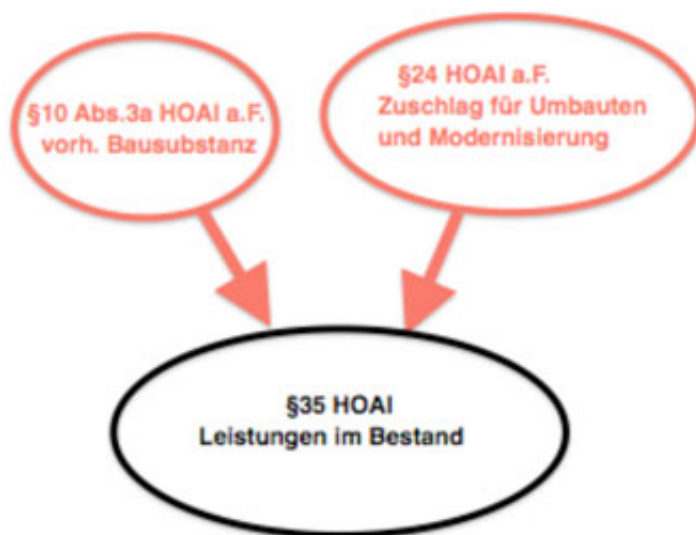 §10 Abs.3a HOAI a.F.
vorh. Bausubstanz
§24 HOAI a.F.
Zuschlag für Umbauten
und Modernisierung
§35 HOAI
Leistungen im Bestand